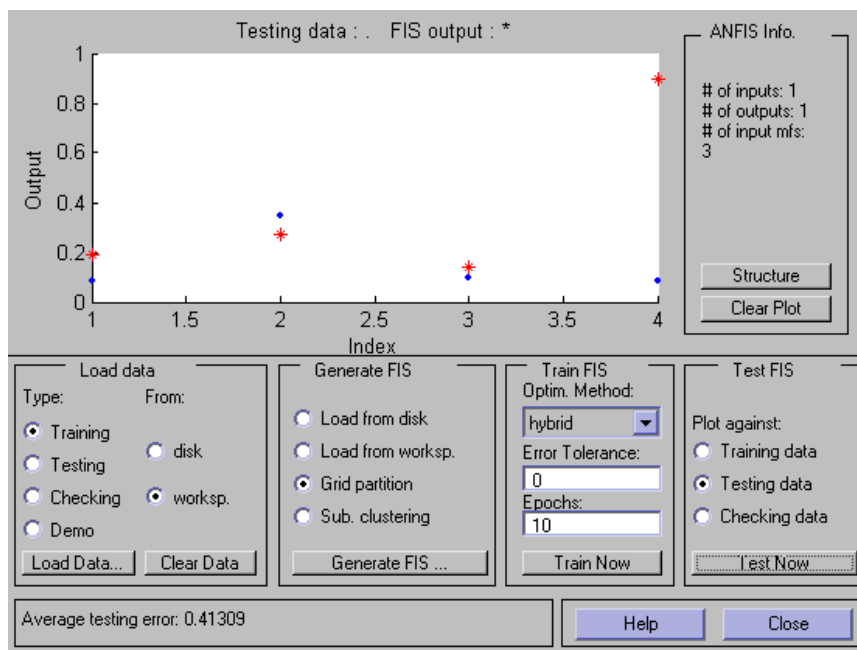 Testing data : .   FIS output : *
1
0.8
0.6
0.4
0.2
0
Output
1
1.5
2
2.5
3
3.5
4
Index
ANFIS Info.
# of inputs: 1
# of outputs: 1
# of input mfs:
3
Structure
Clear Plot
Load data
Type:
From:
Training
Testing
Checking
Demo
disk
worksp.
Load Data...
Clear Data
Generate FIS
Load from disk
Load from worksp.
Grid partition
Sub. clustering
Generate FIS ...
Train FIS
Optim. Method:
hybrid
Error Tolerance:
0
Epochs:
10
Train Now
Test FIS
Plot against:
Training data
Testing data
Checking data
Test Now
Average testing error: 0.41309
Help
Close